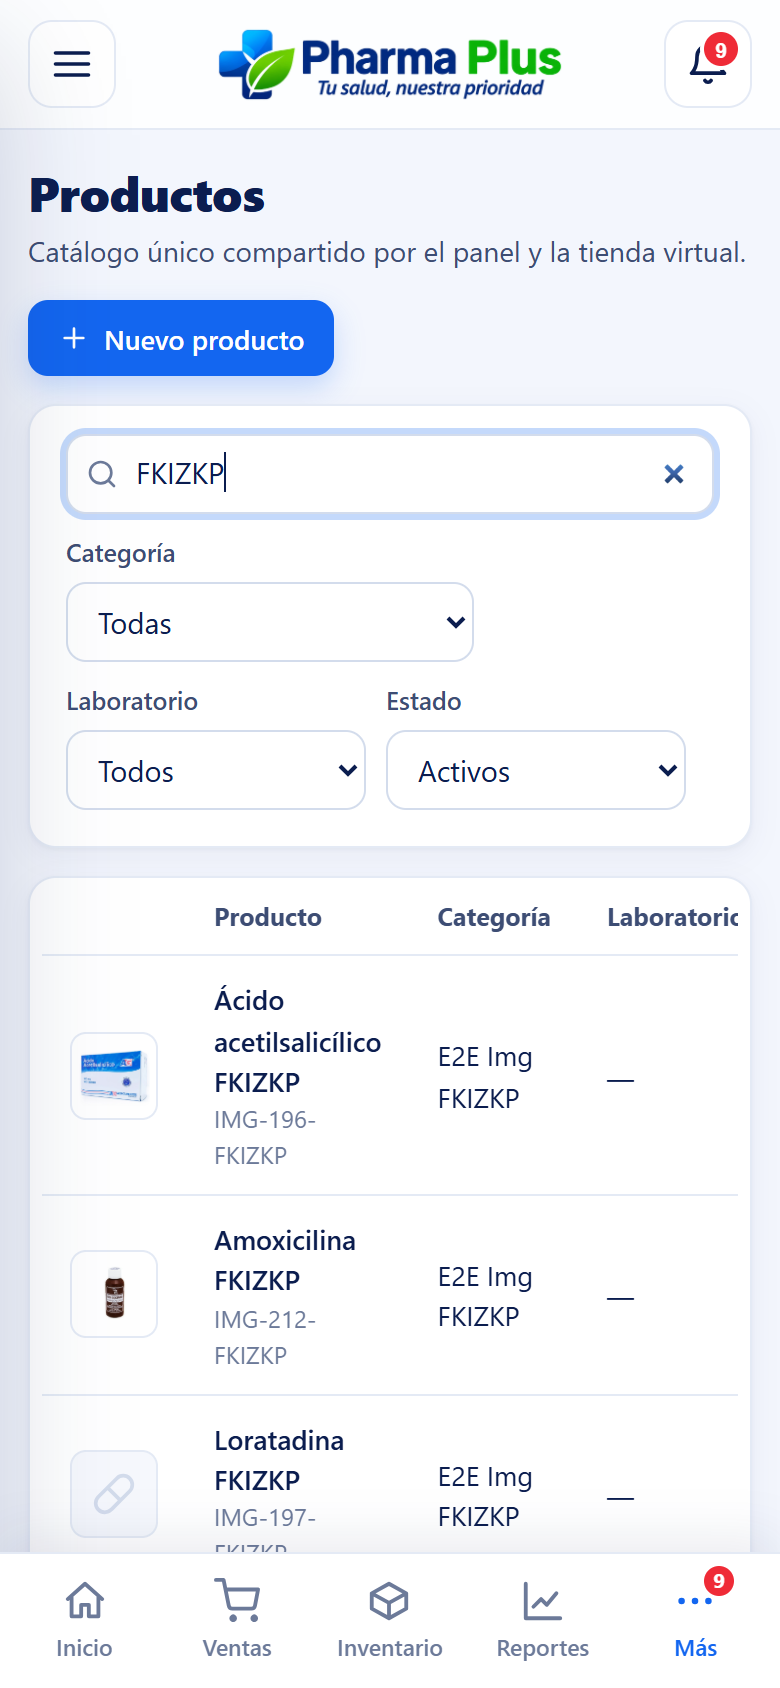 Pharma Plus
Tu salud, nuestra prioridad
9
Productos
Catálogo único compartido por el panel y la tienda virtual.
+ Nuevo producto
FKIZKP
Categoría
Todas
Laboratorio Estado
Todos Activos
Producto Categoría Laboratorio
Ácido
acetilsalicílico
FKIZKP
IMG-196-
FKIZKP
E2E Img
FKIZKP
—
Amoxicilina
FKIZKP
IMG-212-
FKIZKP
E2E Img
FKIZKP
—
Loratadina
FKIZKP
IMG-197-
FKIZKP
E2E Img
FKIZKP
—
9
Inicio Ventas Inventario Reportes Más